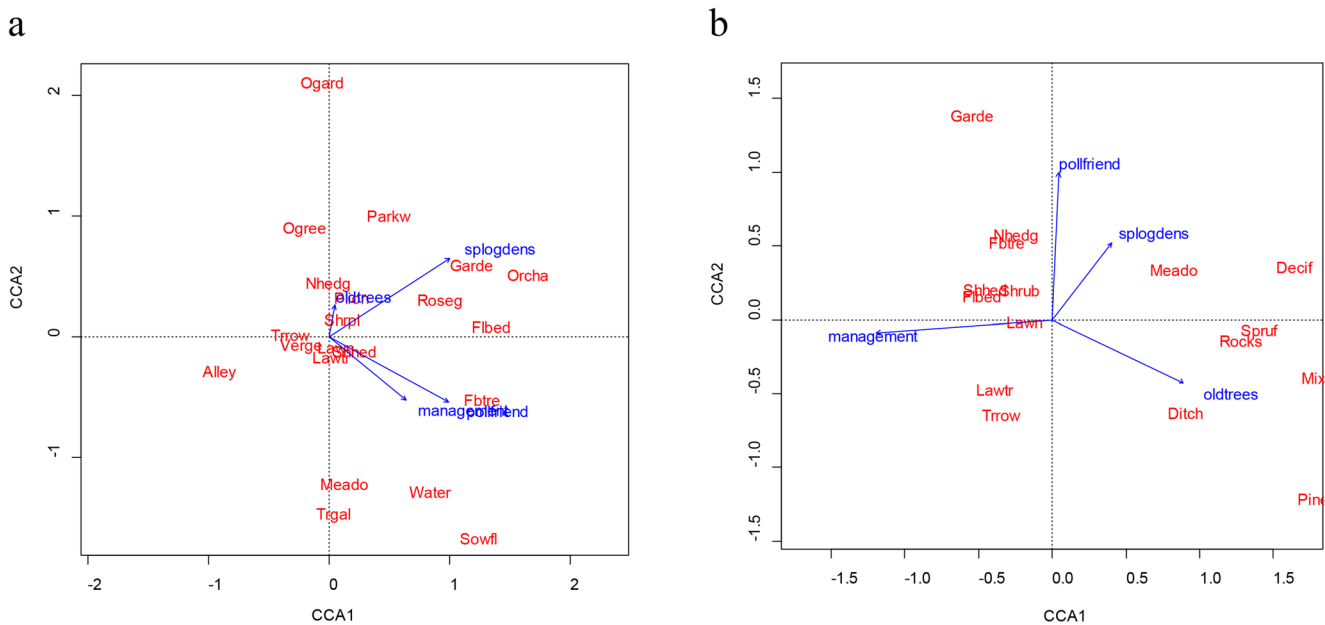 a
CCA2
2
1
0
-1
Ogard
Parkw
Ogree
splogdens
Garde
Orcha
Nhedg
oldtrees
Roseg
Shrpl
Flbed
Trrow
Verge
Lawn
Shhed
Lawtr
Alley
Fbtre
management
pollfriend
Meado
Water
Trgal
Sowfl
-2
-1
0
1
2
CCA1
b
CCA2
1.5
1.0
0.5
0.0
-0.5
-1.0
-1.5
Garde
pollfriend
Nhedg
Fbtre
splogdens
Meado
Decif
Shhed
Shrub
Flbed
Lawn
management
Spruf
Rocks
Mix
Lawtr
oldtrees
Trrow
Ditch
Pine
-1.5
-1.0
-0.5
0.0
0.5
1.0
1.5
CCA1